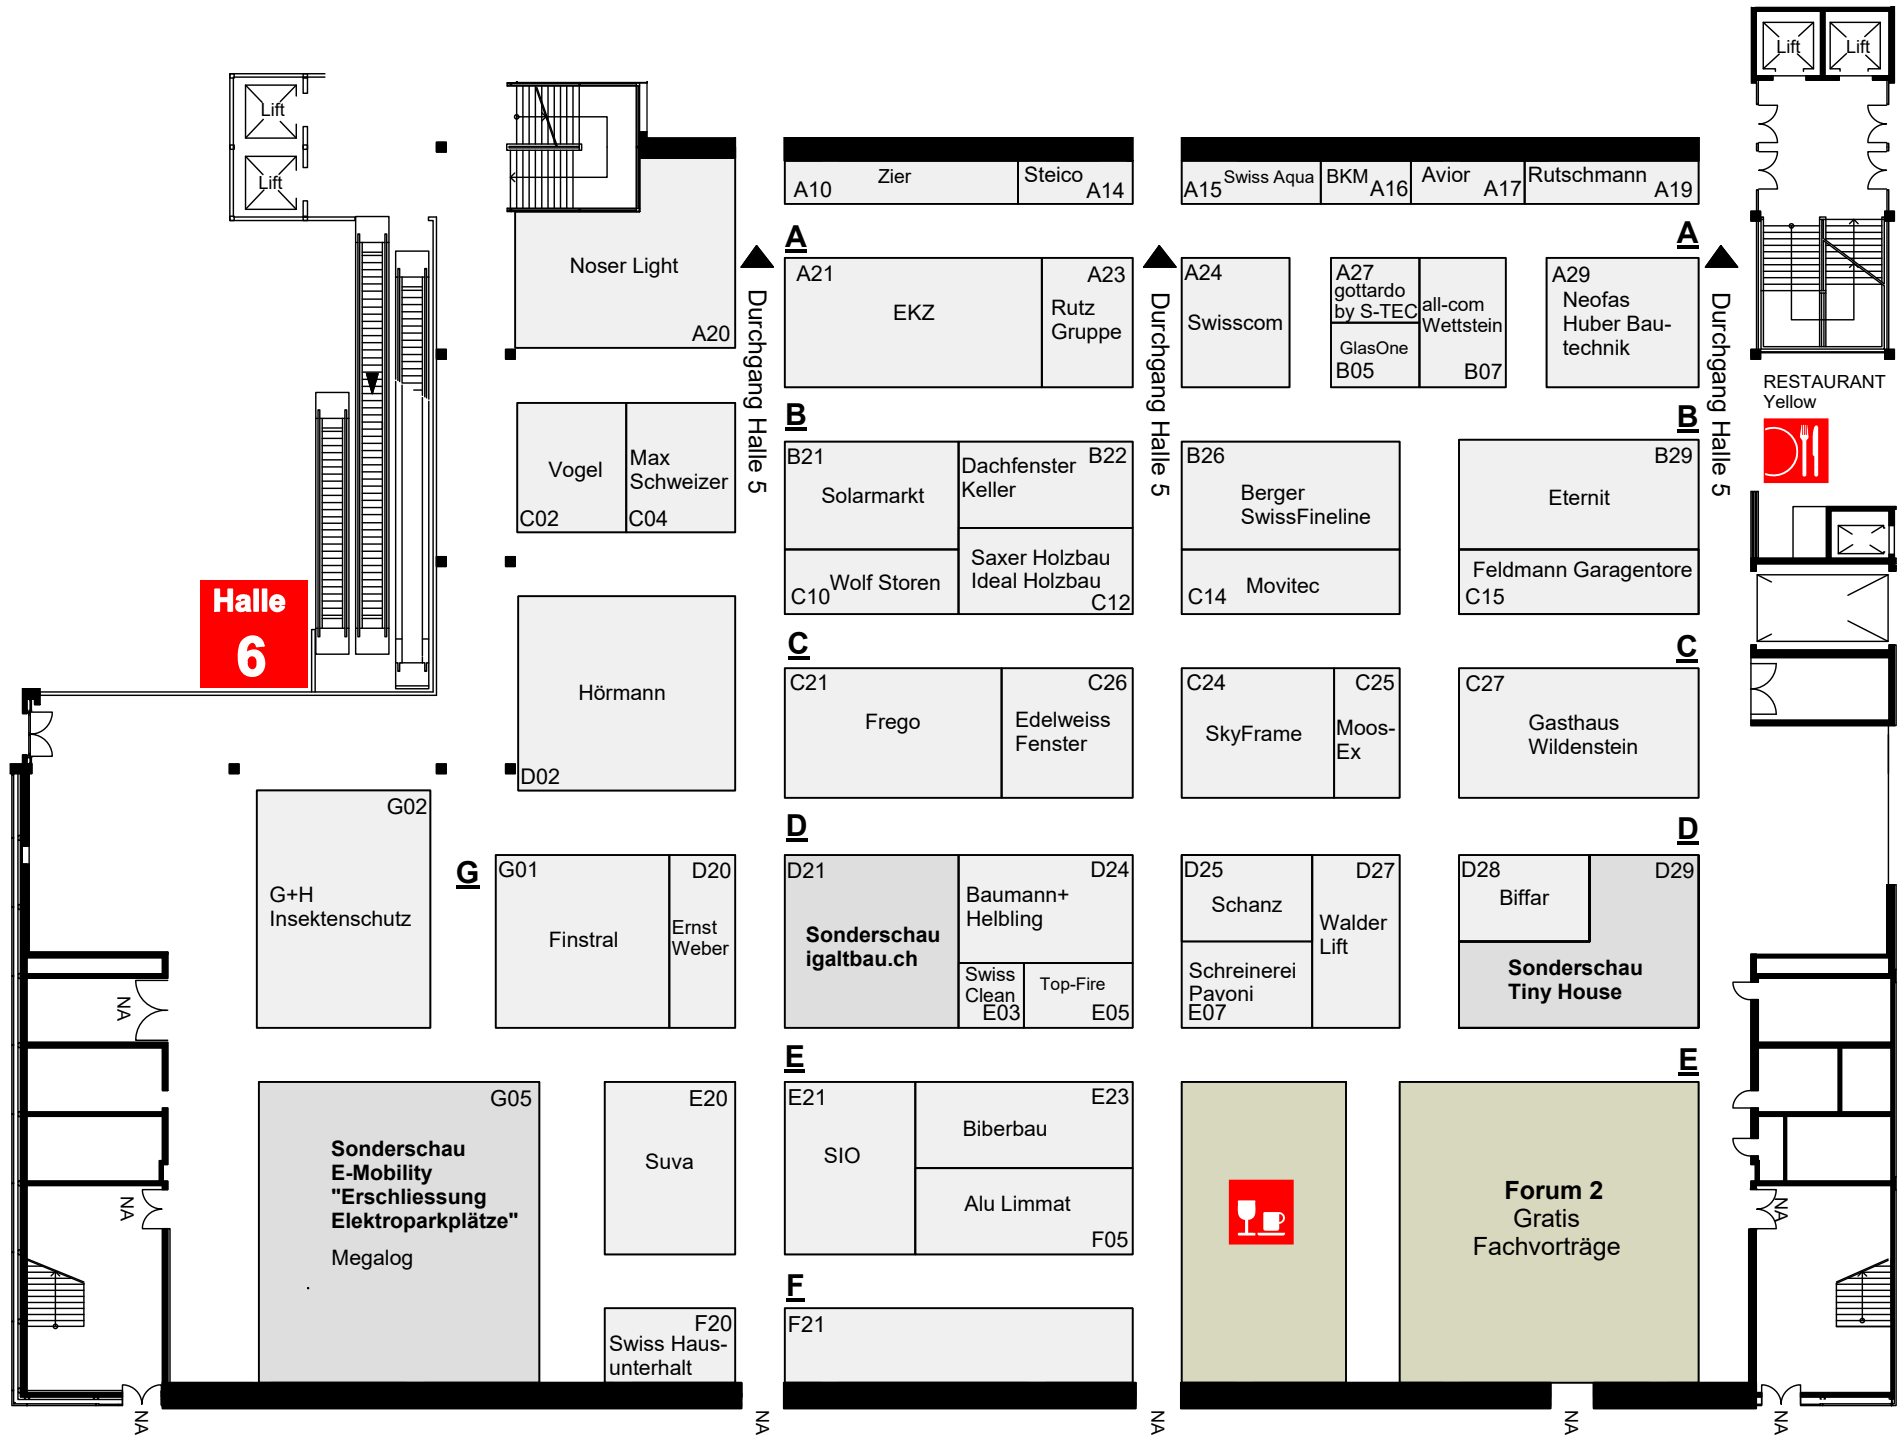 Lift
Lift
Lift
Lift
A10
Zier
Steico
A14
A15
Swiss Aqua
BKM
A16
Avior
A17
Rutschmann
A19
A
A
Noser Light
A20
Durchgang Halle 5
A21
EKZ
A23
Rutz
Gruppe
Durchgang Halle 5
A24
Swisscom
A27
gottardo
by S-TEC
GlasOne
B05
all-com
Wettstein
B07
A29
Neofas
Huber Bau-
technik
Durchgang Halle 5
RESTAURANT
Yellow
B
B
Vogel
C02
Max
Schweizer
C04
B21
Solarmarkt
Dachfenster
Keller
B22
C10
Wolf Storen
Saxer Holzbau
Ideal Holzbau
C12
B26
Berger
SwissFineline
C14
Movitec
B29
Eternit
Feldmann Garagentore
C15
Halle
6
C
C
Hörmann
D02
C21
Frego
C26
Edelweiss
Fenster
C24
SkyFrame
C25
Moos-
Ex
C27
Gasthaus
Wildenstein
D
D
G02
G+H
Insektenschutz
G
G01
Finstral
D20
Ernst
Weber
D21
Sonderschau
igaltbau.ch
Baumann+
Helbling
D24
Swiss
Clean
E03
Top-Fire
E05
D25
Schanz
Schreinerei
Pavoni
E07
D27
Walder
Lift
D28
Biffar
D29
Sonderschau
Tiny House
NA
E
E
G05
Sonderschau
E-Mobility
"Erschliessung
Elektroparkplätze"
Megalog
E20
Suva
E21
SIO
E23
Biberbau
Alu Limmat
F05
Forum 2
Gratis
Fachvorträge
NA
NA
F
F20
Swiss Haus-
unterhalt
F21
NA
NA
NA
NA
NA